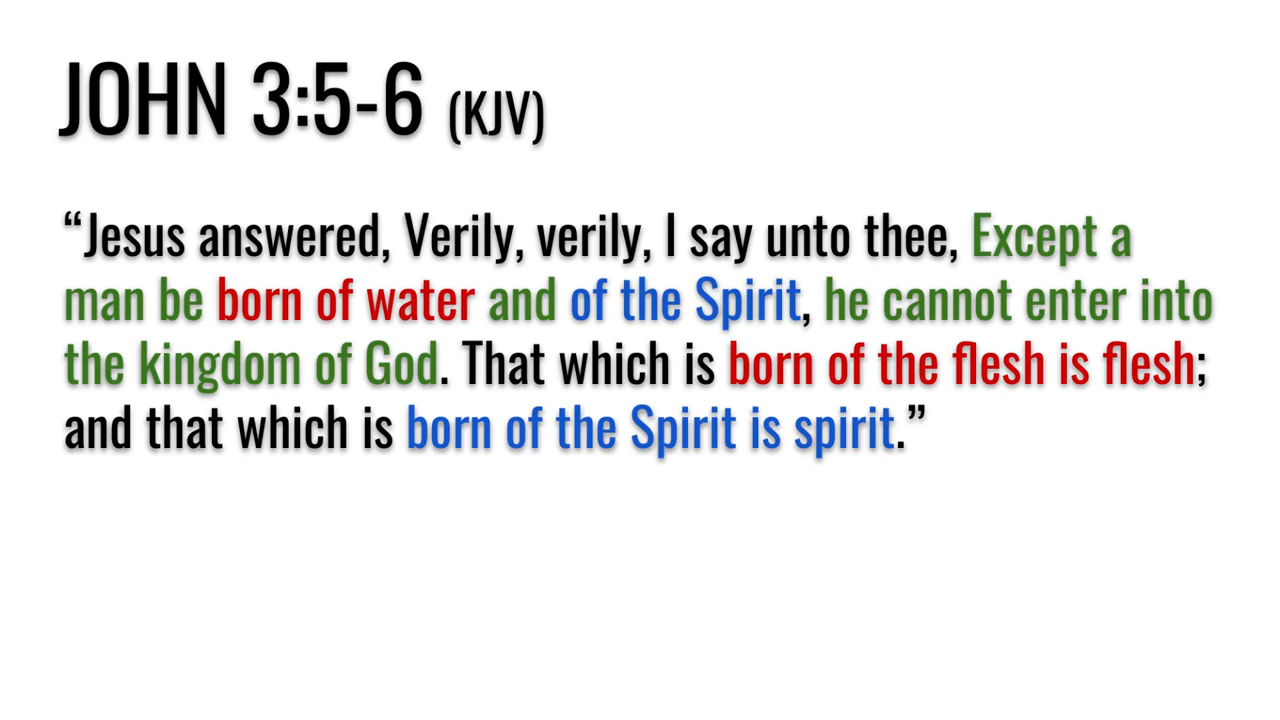 JOHN 3:5-6 (KJV)
“Jesus answered, Verily, verily, I say unto thee, Except a
man be born of water and of the Spirit, he cannot enter into
the kingdom of God. That which is born of the flesh is flesh;
and that which is born of the Spirit is spirit.”